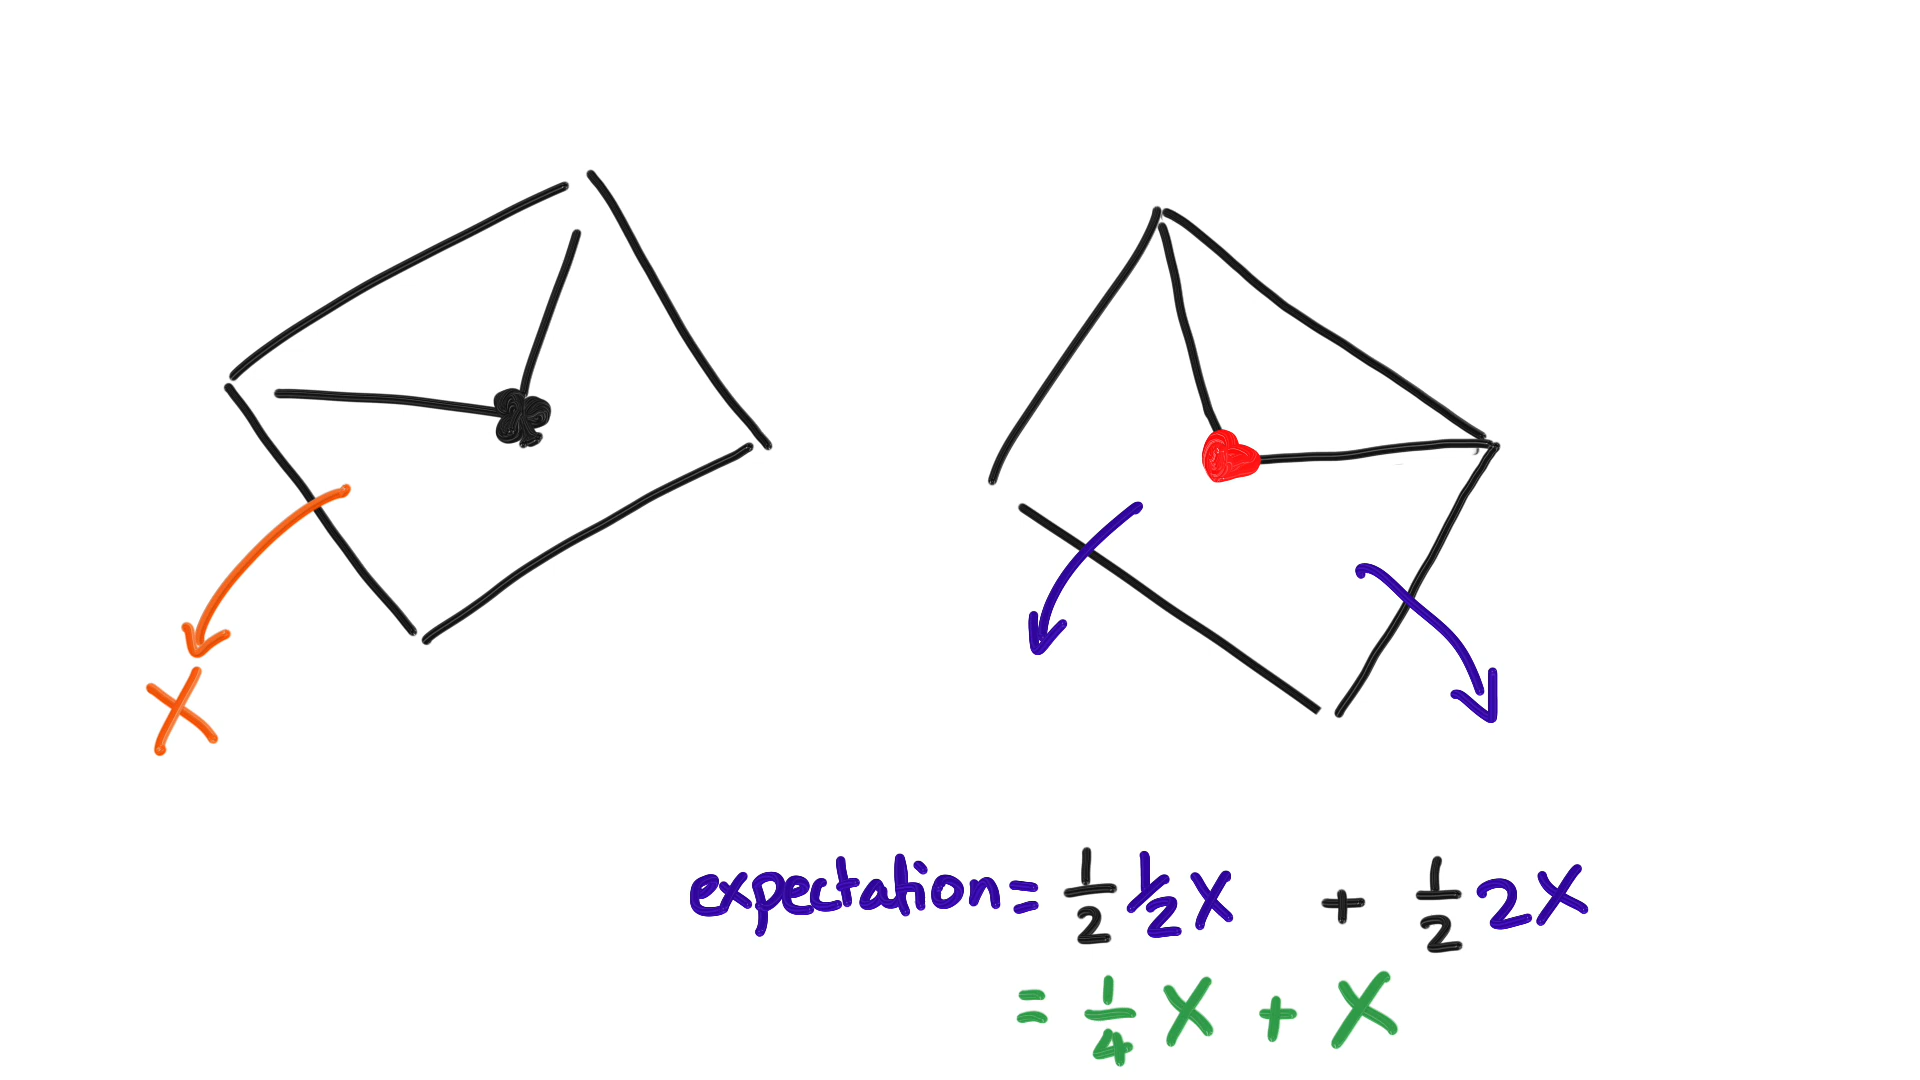 X
expectation = 1/2 1/2 X + 1/2 2X
= 1/4 X + X